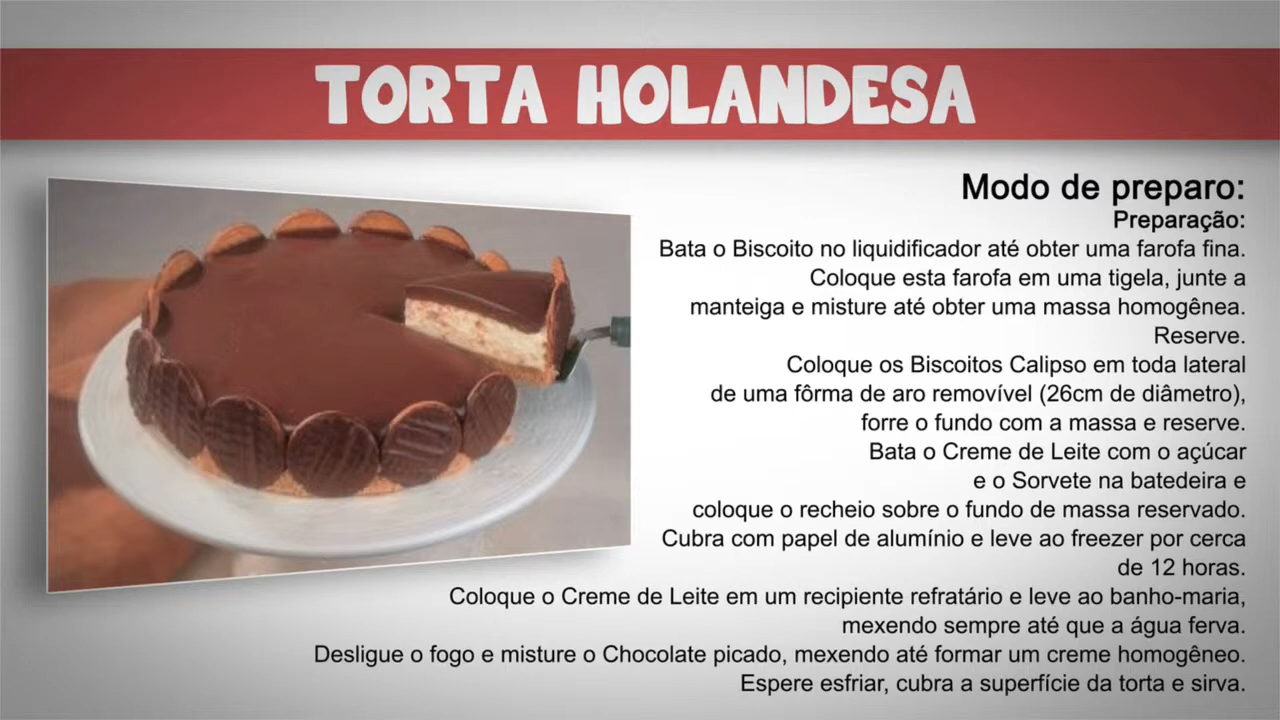 TORTA HOLANDESA
Modo de preparo:
Preparação:
Bata o Biscoito no liquidificador até obter uma farofa fina.
Coloque esta farofa em uma tigela, junte a
manteiga e misture até obter uma massa homogênea.
Reserve.
Coloque os Biscoitos Calipso em toda lateral
de uma fôrma de aro removível (26cm de diâmetro),
forre o fundo com a massa e reserve.
Bata o Creme de Leite com o açúcar
e o Sorvete na batedeira e
coloque o recheio sobre o fundo de massa reservado.
Cubra com papel de alumínio e leve ao freezer por cerca
de 12 horas.
Coloque o Creme de Leite em um recipiente refratário e leve ao banho-maria,
mexendo sempre até que a água ferva.
Desligue o fogo e misture o Chocolate picado, mexendo até formar um creme homogêneo.
Espere esfriar, cubra a superfície da torta e sirva.